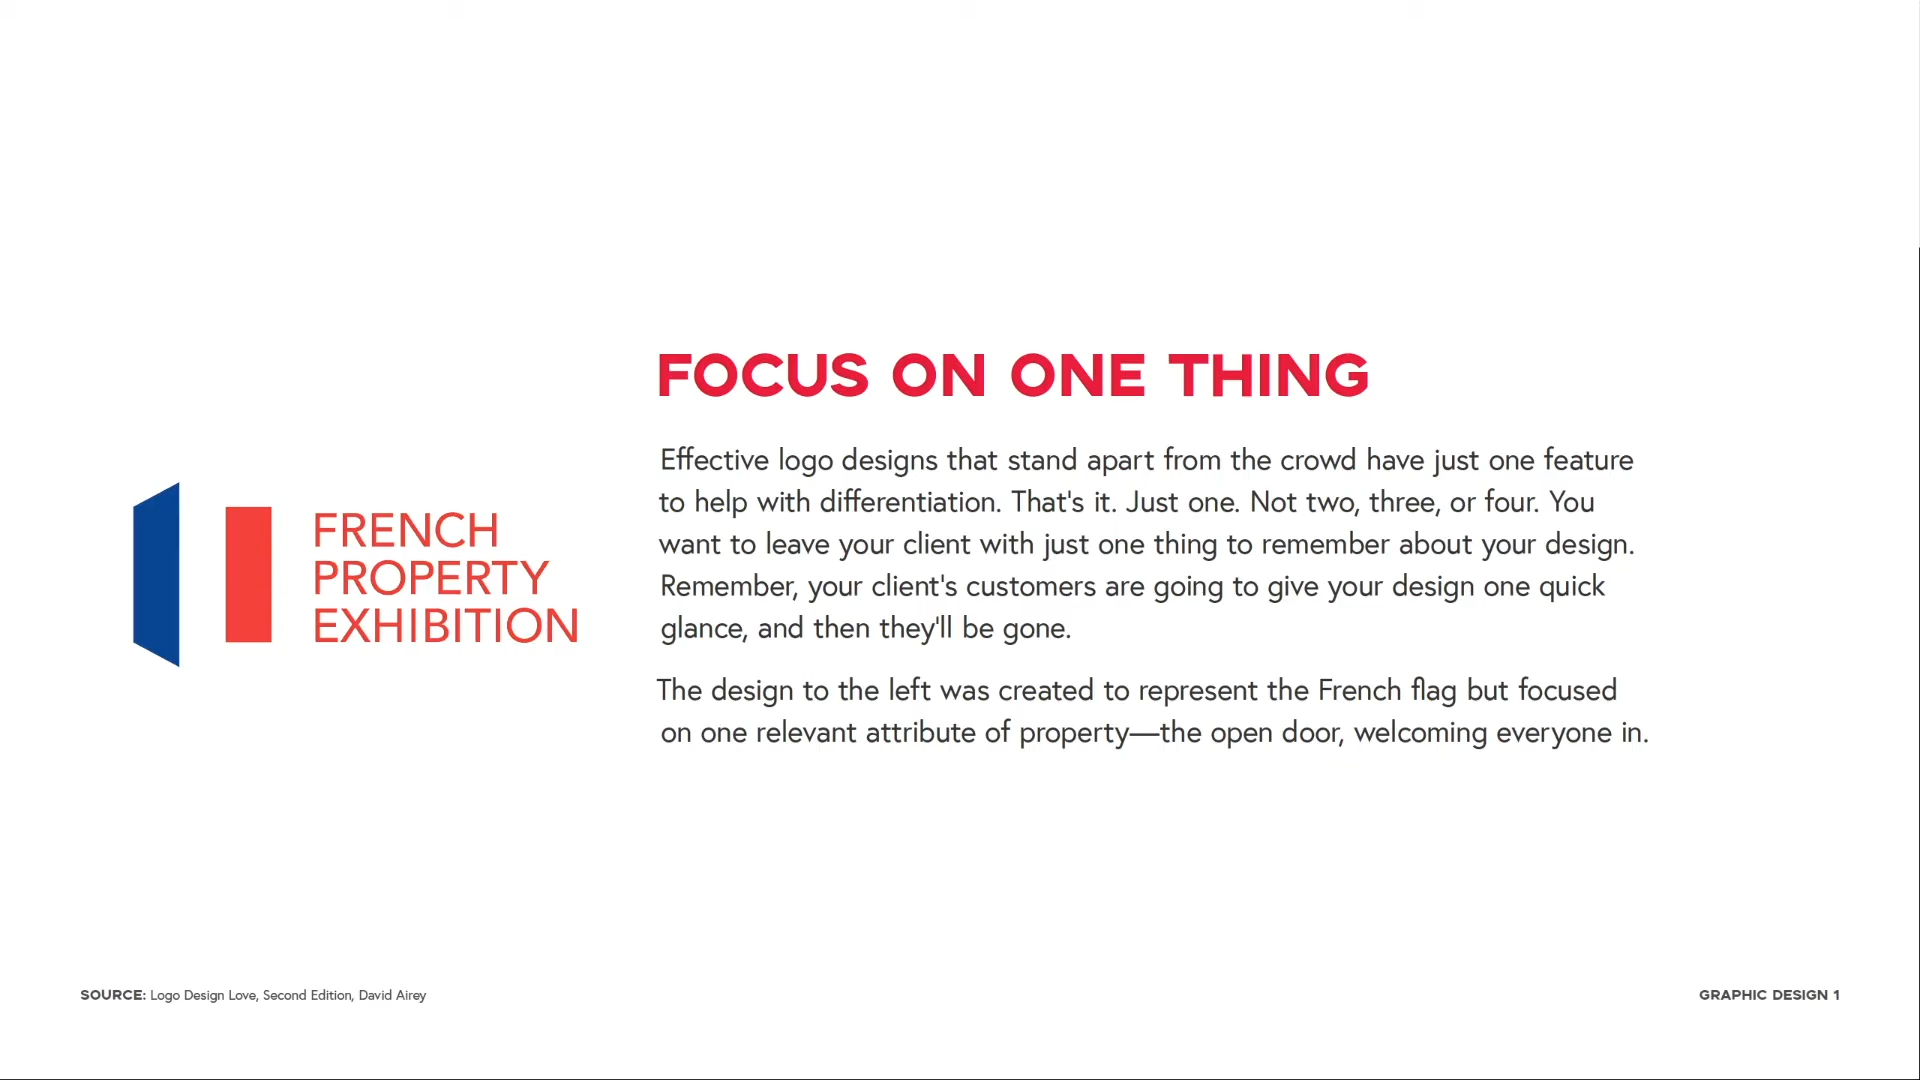 FOCUS ON ONE THING
Effective logo designs that stand apart from the crowd have just one feature
to help with differentiation. That's it. Just one. Not two, three, or four. You
want to leave your client with just one thing to remember about your design.
Remember, your client's customers are going to give your design one quick
glance, and then they'll be gone.
The design to the left was created to represent the French flag but focused
on one relevant attribute of property—the open door, welcoming everyone in.
FRENCH
PROPERTY
EXHIBITION
SOURCE: Logo Design Love, Second Edition, David Airey
GRAPHIC DESIGN 1